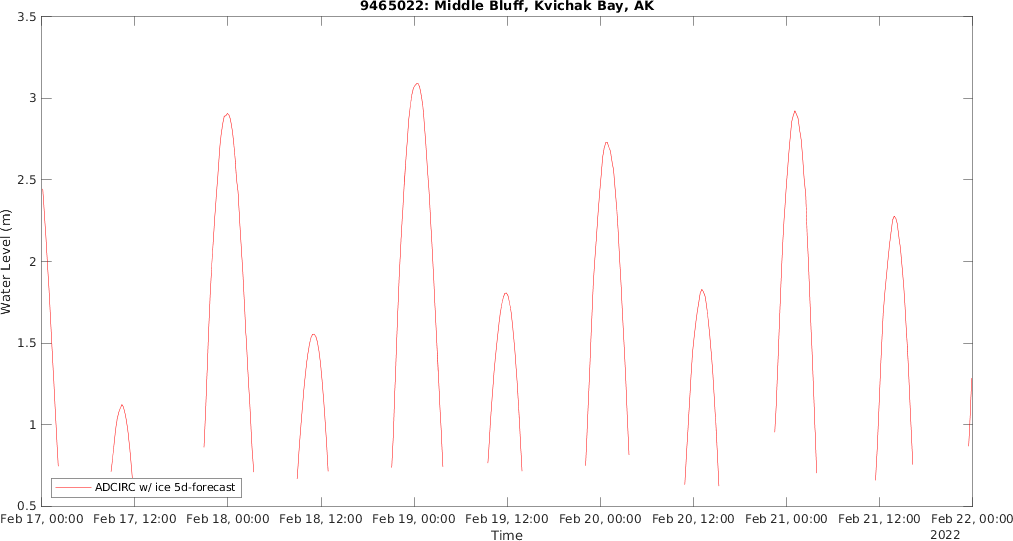 9465022: Middle Bluff, Kvichak Bay, AK
3.5
3
2.5
2
1.5
1
0.5
Water Level (m)
ADCIRC w/ ice 5d-forecast
Feb 17, 00:00 Feb 17, 12:00 Feb 18, 00:00 Feb 18, 12:00 Feb 19, 00:00 Feb 19, 12:00 Feb 20, 00:00 Feb 20, 12:00 Feb 21, 00:00 Feb 21, 12:00 Feb 22, 00:00
Time
2022